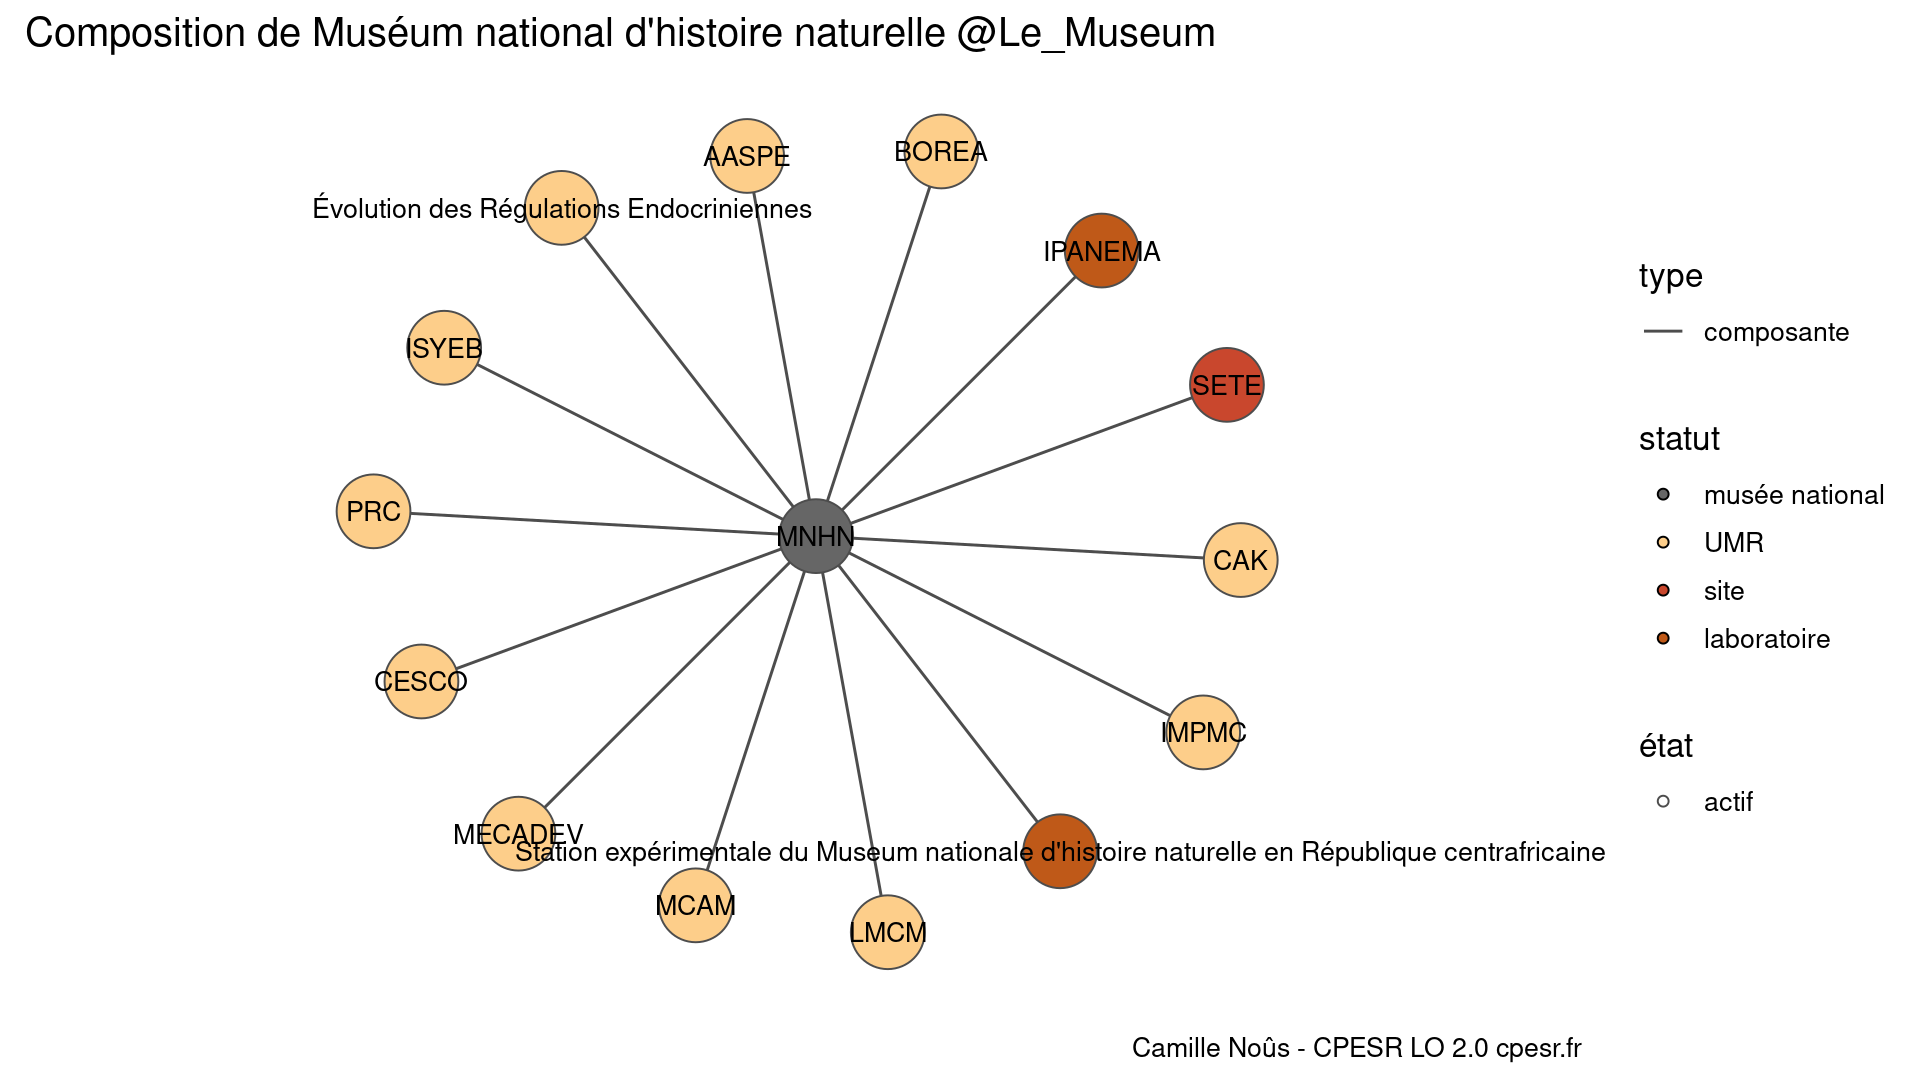 Composition de Muséum national d'histoire naturelle @Le_Museum
AASPE
BOREA
Évolution des Régulations Endocriniennes
IPANEMA
ISYEB
SETE
PRC
MNHN
CAK
CESCO
IMPMC
MECADEV
Station expérimentale du Museum nationale d'histoire naturelle en République centrafricaine
MCAM
LMCM
type
composante
statut
musée national
UMR
site
laboratoire
état
actif
Camille Noûs - CPESR LO 2.0 cpesr.fr